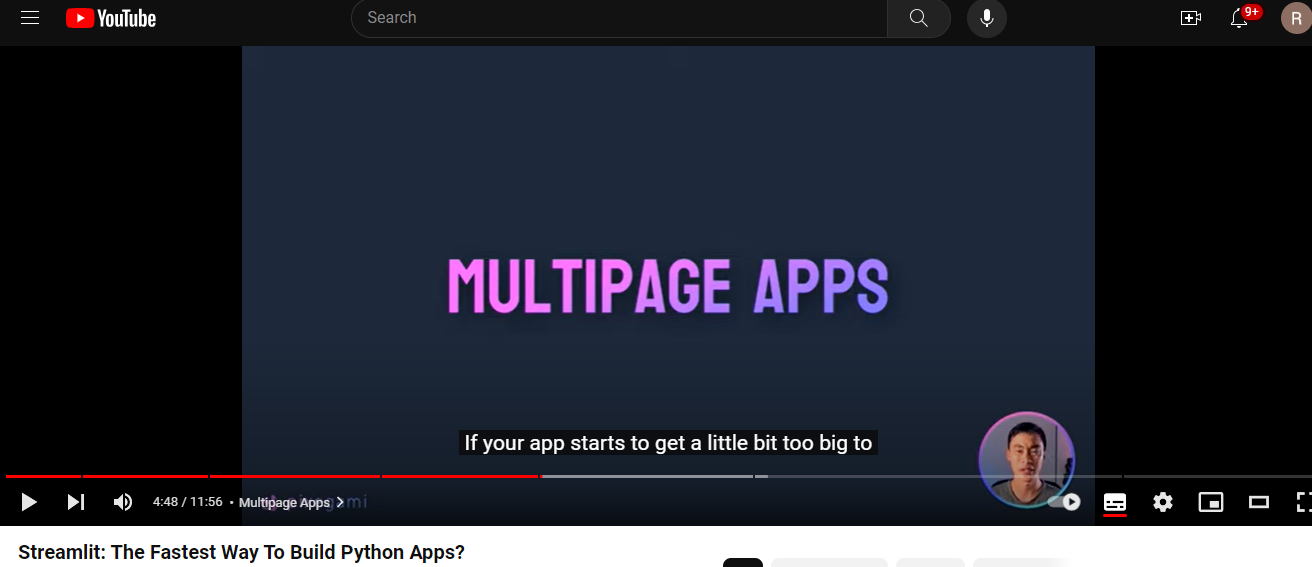 YouTube
Search
9+
R
MULTIPAGE APPS
If your app starts to get a little bit too big to
4:48 / 11:56 • Multipage Apps >
Streamlit: The Fastest Way To Build Python Apps?